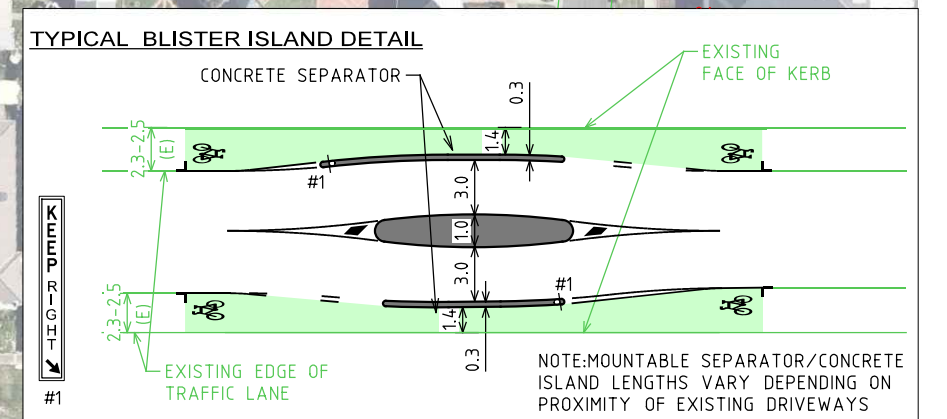 TYPICAL BLISTER ISLAND DETAIL
CONCRETE SEPARATOR
EXISTING
FACE OF KERB
0.3
1.4
2.3-2.5
(E)
#1
3.0
1.0
3.0
#1
KEEP RIGHT
#1
2.3-2.5
(E)
1.4
0.3
EXISTING EDGE OF
TRAFFIC LANE
NOTE:MOUNTABLE SEPARATOR/CONCRETE
ISLAND LENGTHS VARY DEPENDING ON
PROXIMITY OF EXISTING DRIVEWAYS